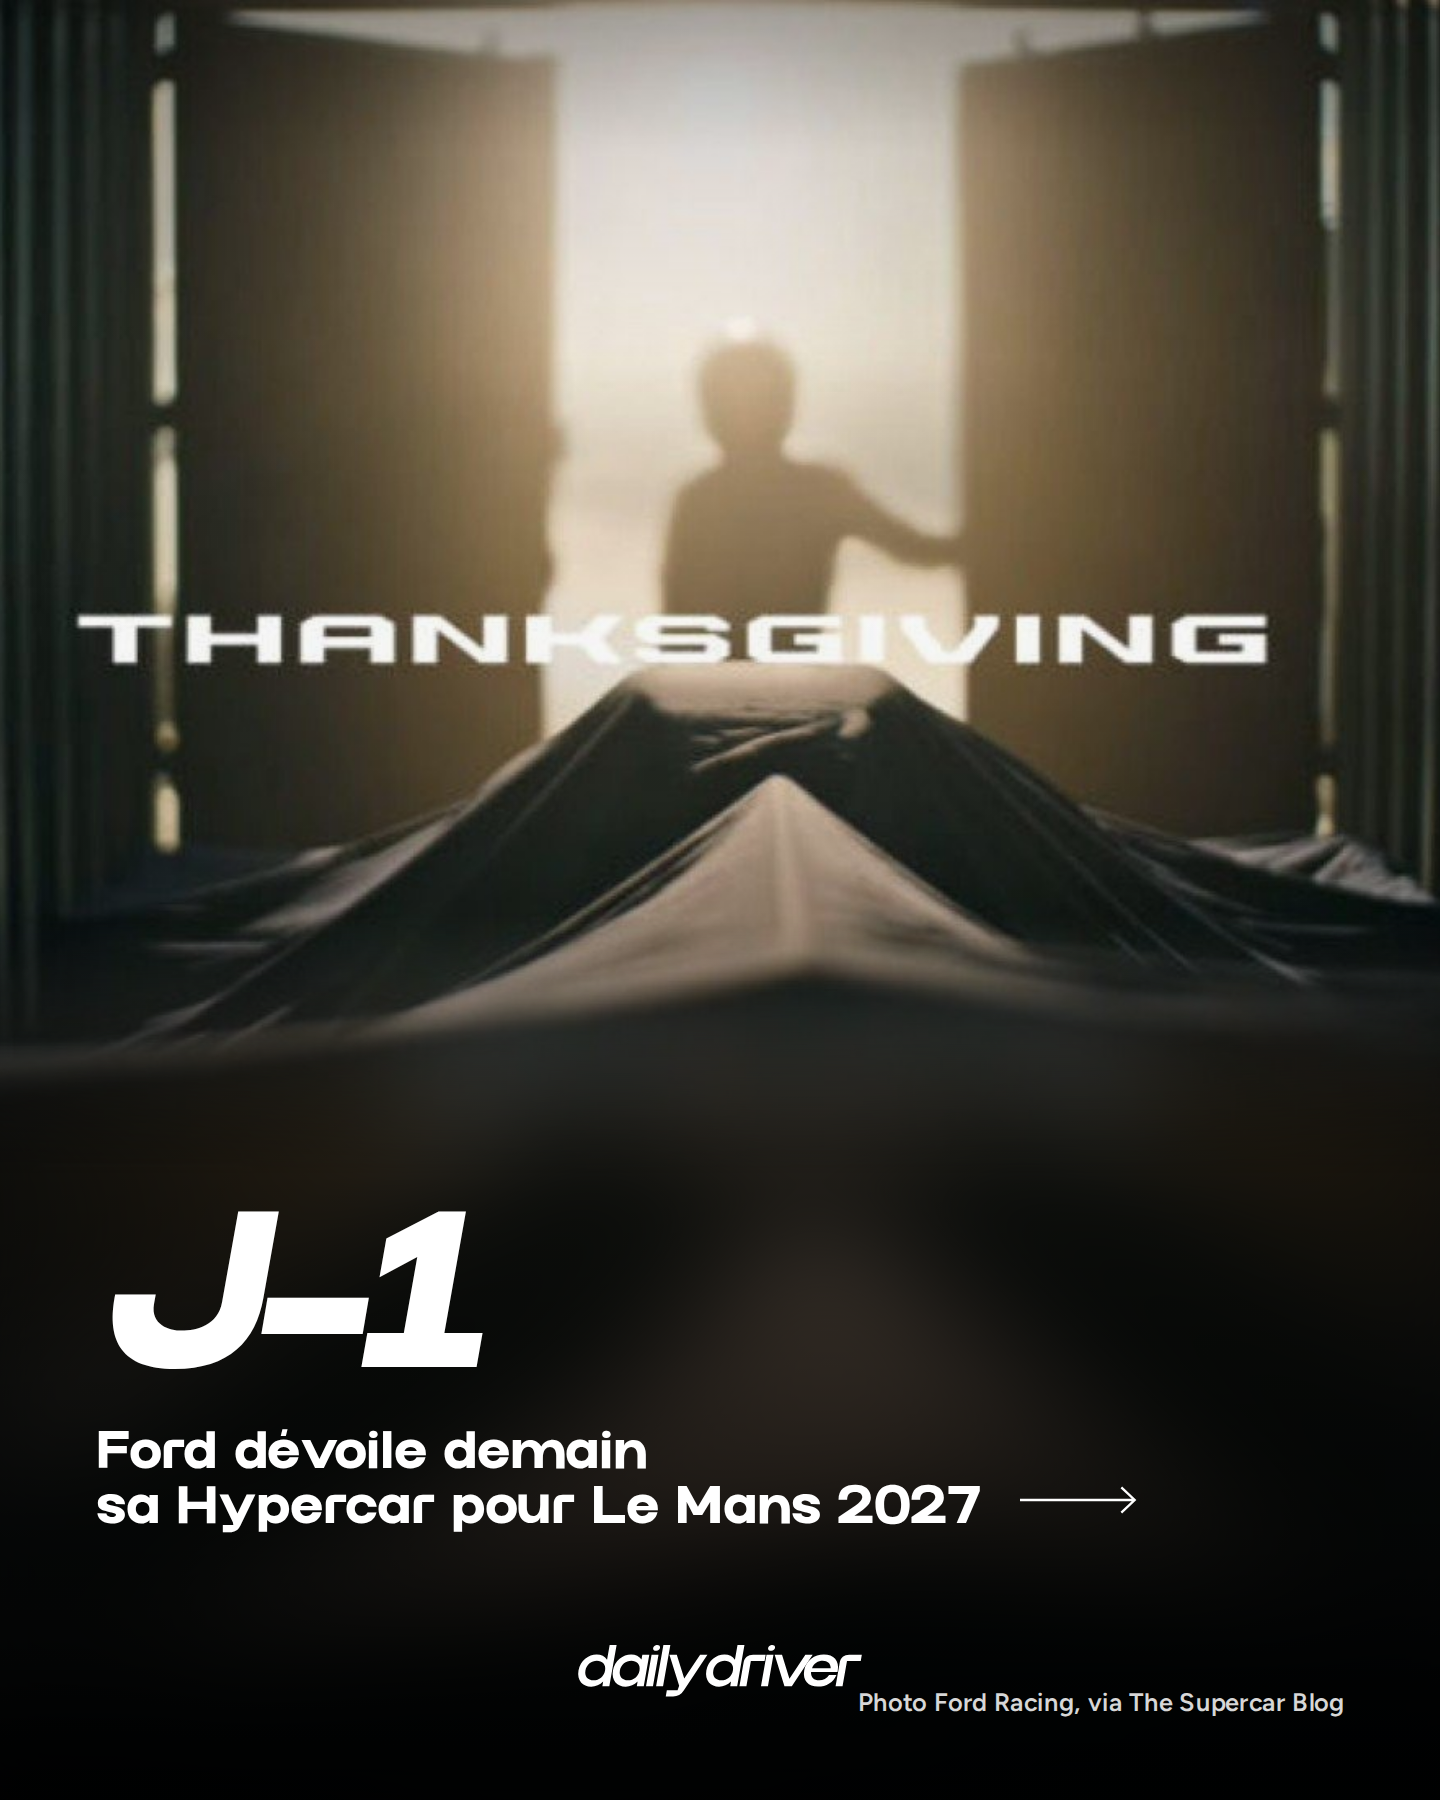 THANKSGIVING
J-1
Ford dévoile demain
sa Hypercar pour Le Mans 2027 →
dailydriver
Photo Ford Racing, via The Supercar Blog